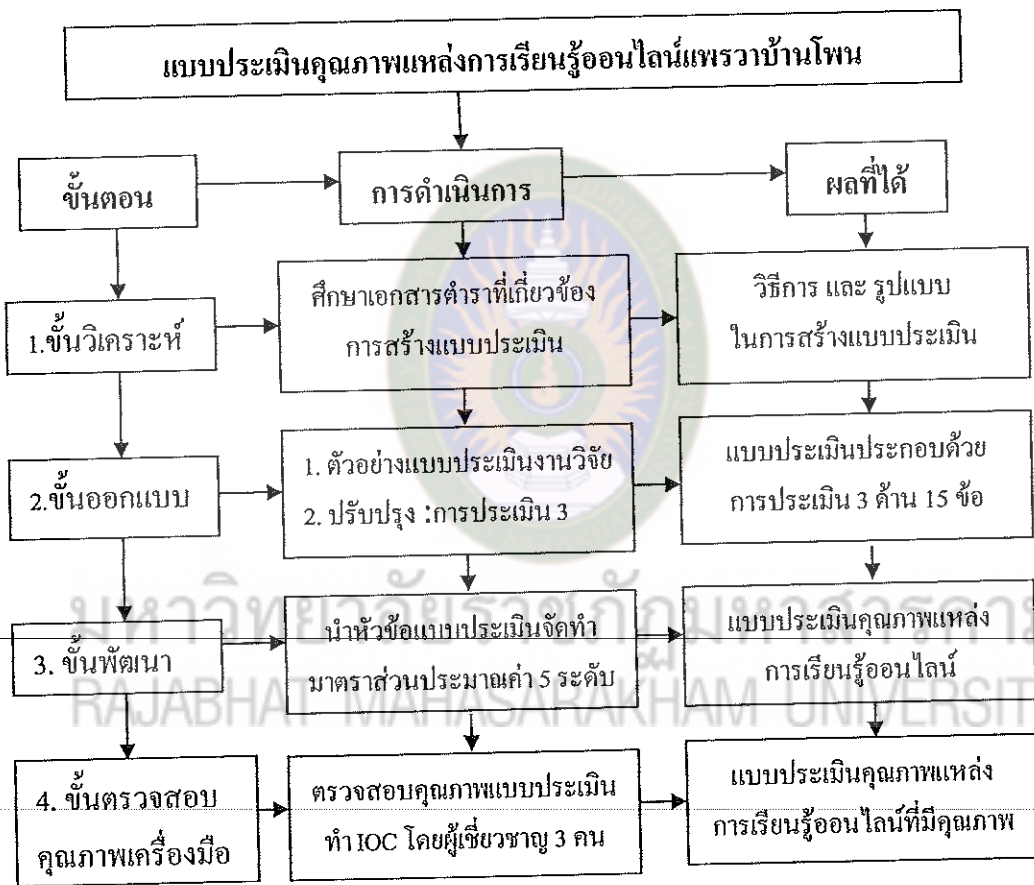 แบบประเมินคุณภาพแหล่งการเรียนรู้ออนไลน์แพรวาบ้านโพน
ขั้นตอน
การดำเนินการ
ผลที่ได้
1.ขั้นวิเคราะห์
ศึกษาเอกสารตำราที่เกี่ยวข้อง
การสร้างแบบประเมิน
วิธีการ และ รูปแบบ
ในการสร้างแบบประเมิน
2.ขั้นออกแบบ
1. ตัวอย่างแบบประเมินงานวิจัย
2. ปรับปรุง :การประเมิน 3
แบบประเมินประกอบด้วย
การประเมิน 3 ด้าน 15 ข้อ
3. ขั้นพัฒนา
นำหัวข้อแบบประเมินจัดทำ
มาตราส่วนประมาณค่า 5 ระดับ
แบบประเมินคุณภาพแหล่ง
การเรียนรู้ออนไลน์
มหาวิทยาลัยราชภัฏมหาสารคาม
RAJABHAT MAHASARAKHAM UNIVERSIT
4. ขั้นตรวจสอบ
คุณภาพเครื่องมือ
ตรวจสอบคุณภาพแบบประเมิน
ทำ IOC โดยผู้เชี่ยวชาญ 3 คน
แบบประเมินคุณภาพแหล่ง
การเรียนรู้ออนไลน์ที่มีคุณภาพ